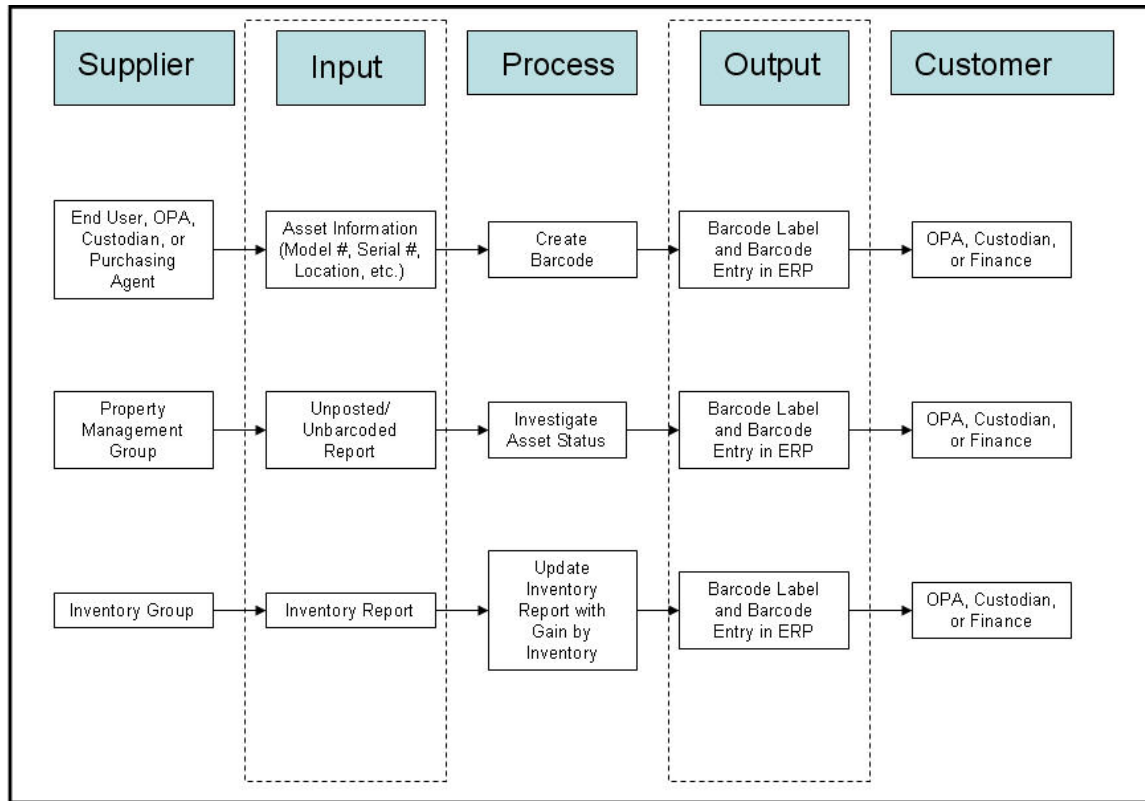 Supplier
Input
Process
Output
Customer
End User, OPA,
Custodian, or
Purchasing
Agent
Asset Information
(Model #, Serial #,
Location, etc.)
Create
Barcode
Barcode Label
and Barcode
Entry in ERP
OPA, Custodian,
or Finance
Property
Management
Group
Unposted/
Unbarcoded
Report
Investigate
Asset Status
Barcode Label
and Barcode
Entry in ERP
OPA, Custodian,
or Finance
Inventory Group
Inventory Report
Update
Inventory
Report with
Gain by
Inventory
Barcode Label
and Barcode
Entry in ERP
OPA, Custodian,
or Finance